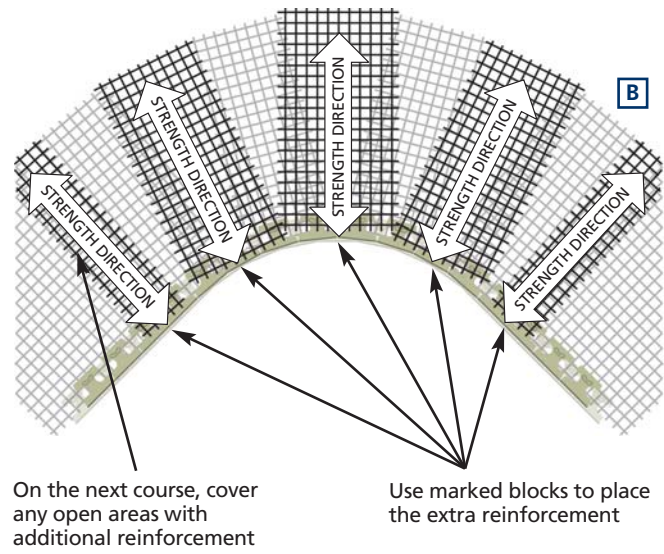 STRENGTH DIRECTION
STRENGTH DIRECTION
STRENGTH DIRECTION
STRENGTH DIRECTION
STRENGTH DIRECTION
B
On the next course, cover
any open areas with
additional reinforcement
Use marked blocks to place
the extra reinforcement